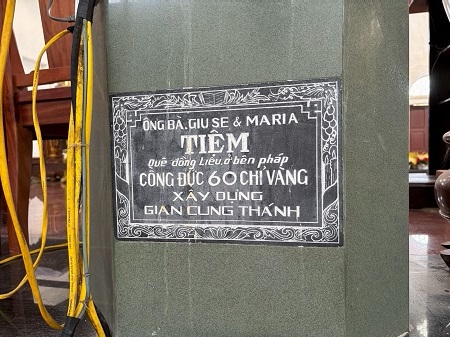 ÔNG BÀ, GIU SE & MARIA
TIỆM
Quê đồng Liêu, ở bên pháp
CÔNG ĐỨC 60 CHỈ VÀNG
XÂY DỰNG
GIAN CUNG THÁNH